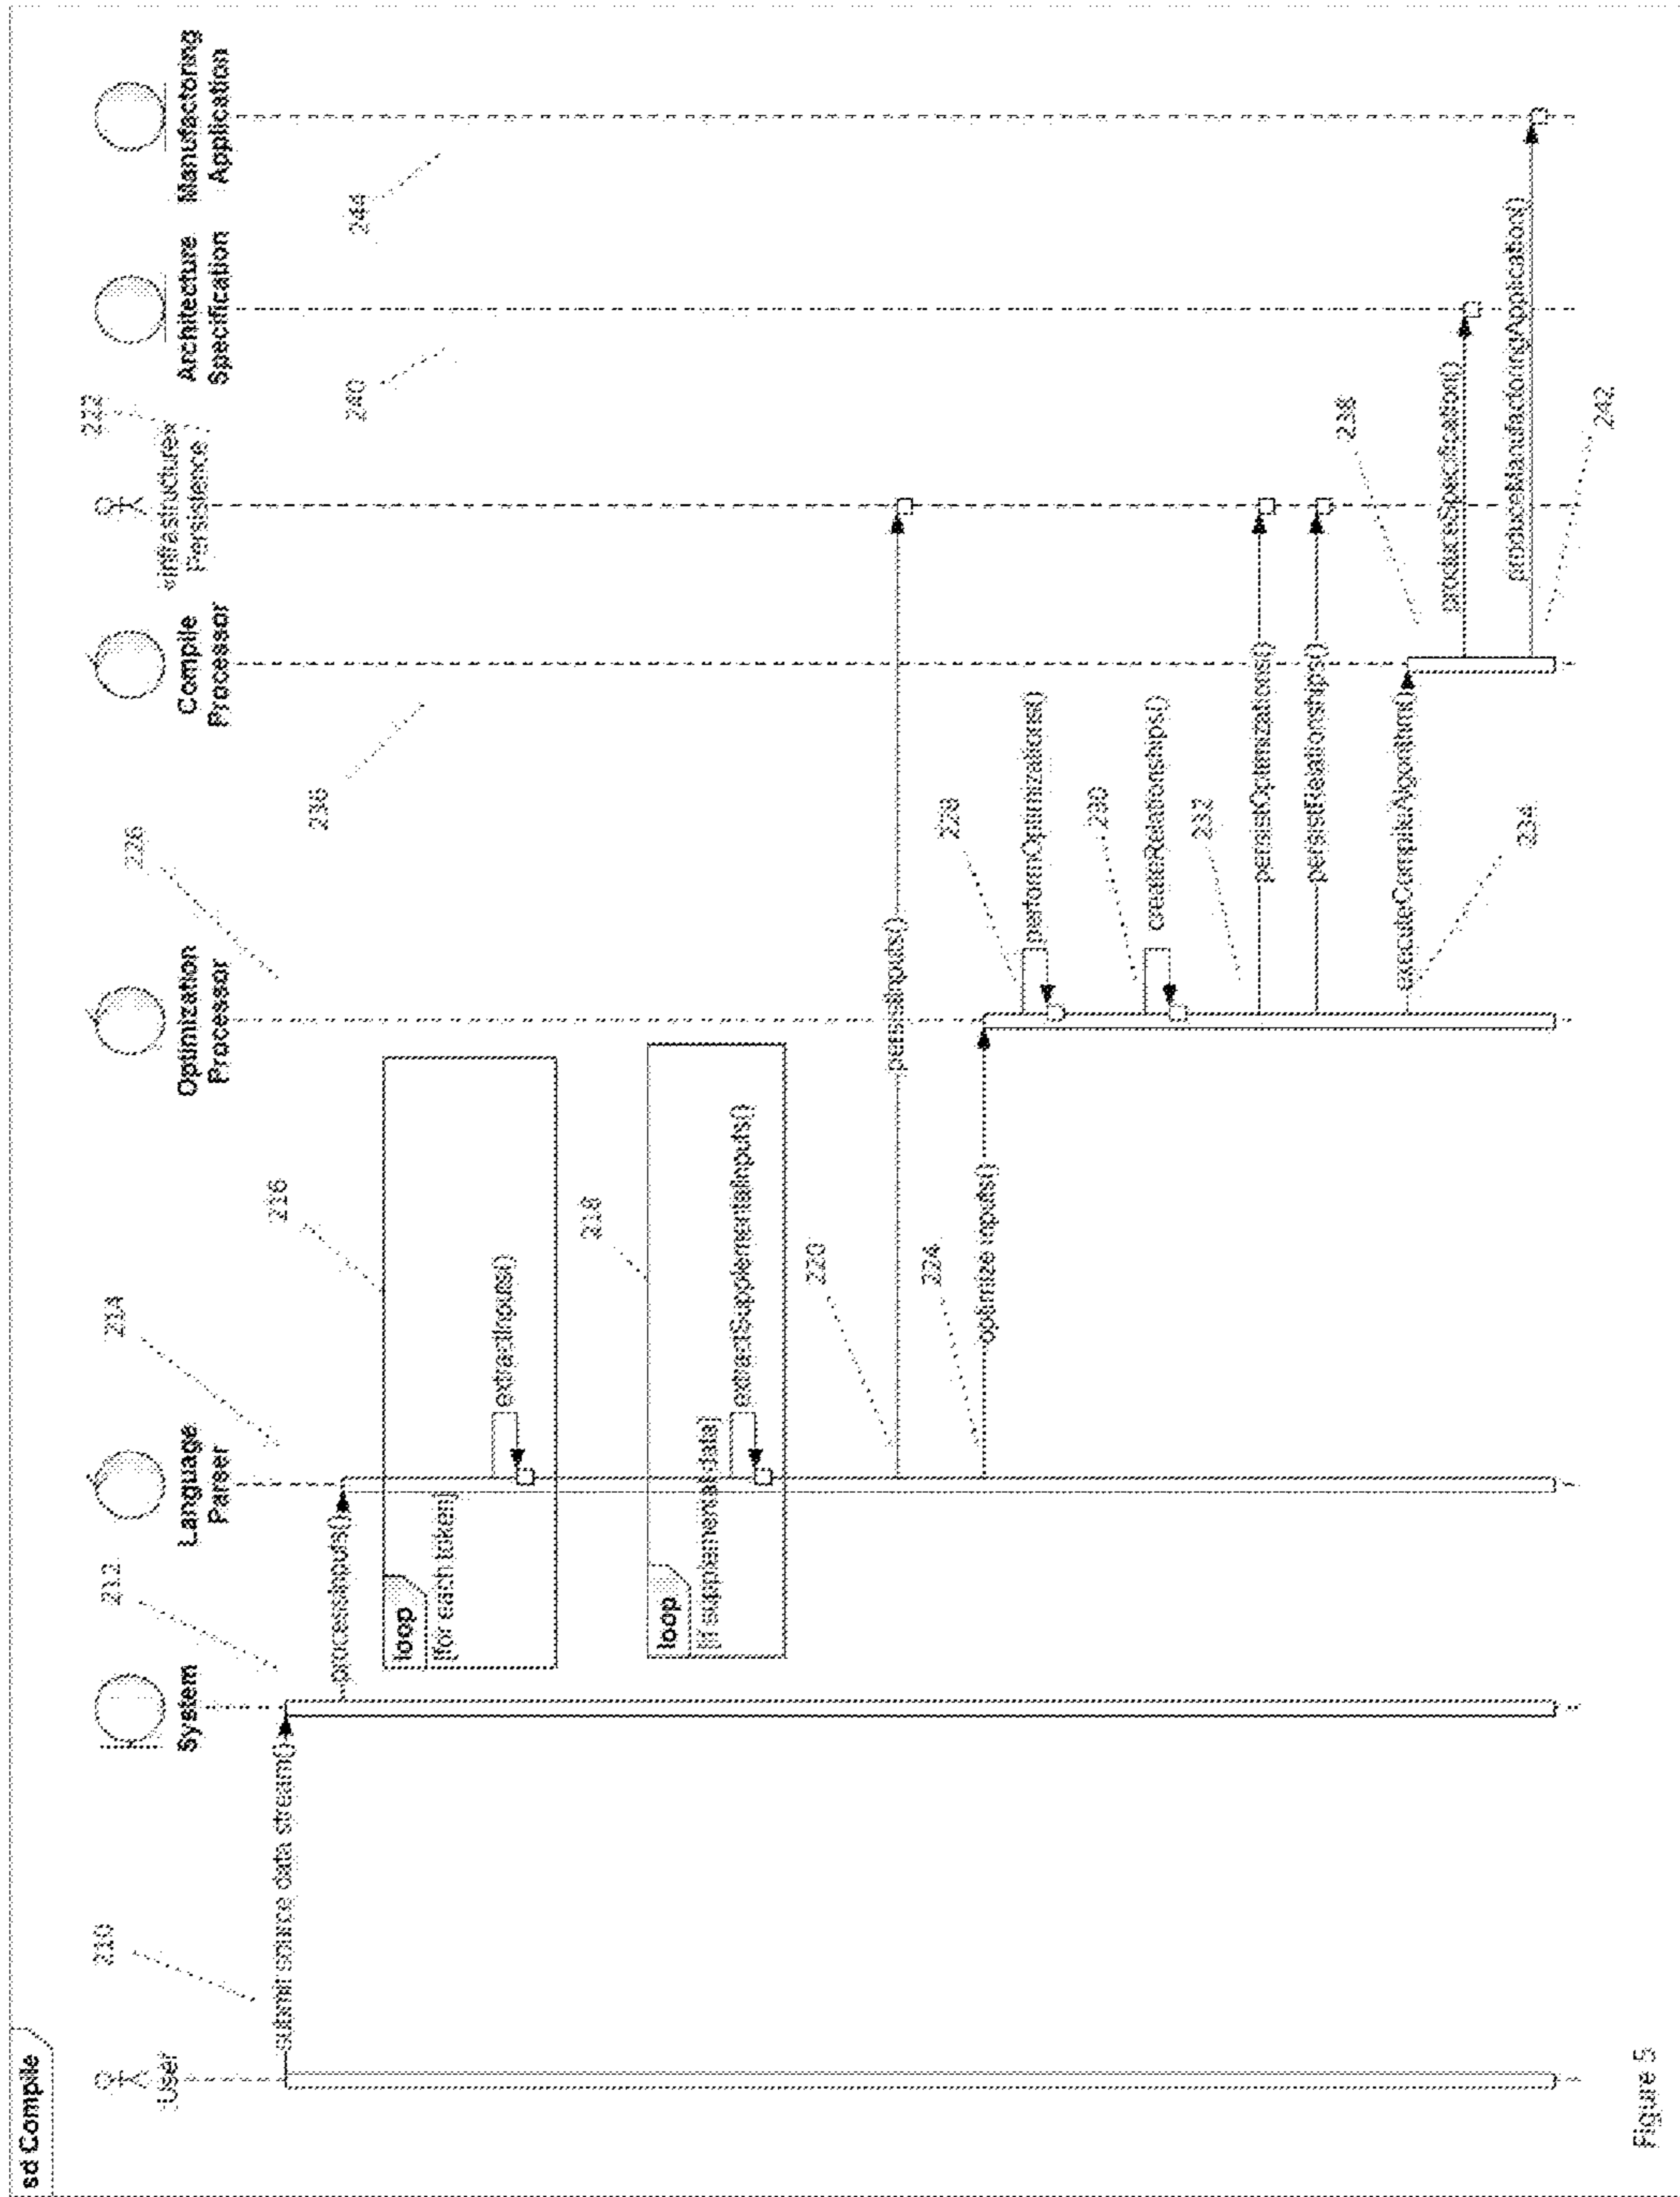 sd Compile
222
User
System
Language
Parser
Optimization
Processor
Compile
Processor
«infrastructure»
Persistence
Architecture
Specification
Manufactoring
Application
210
212
214
226
submit source data stream()
processInputs()
216
236
240
244
loop
[for each token]
extractInputs()
218
loop
[if supplemental data]
extractSupplementalInputs()
220
persistInputs()
224
optimize inputs()
228
performOptimizations()
230
createRelationships()
232
persistOptimizations()
persistRelationships()
executeCompileAlgorithm()
234
238
produceSpecification()
produceManufactoringApplication()
242
Figure 5